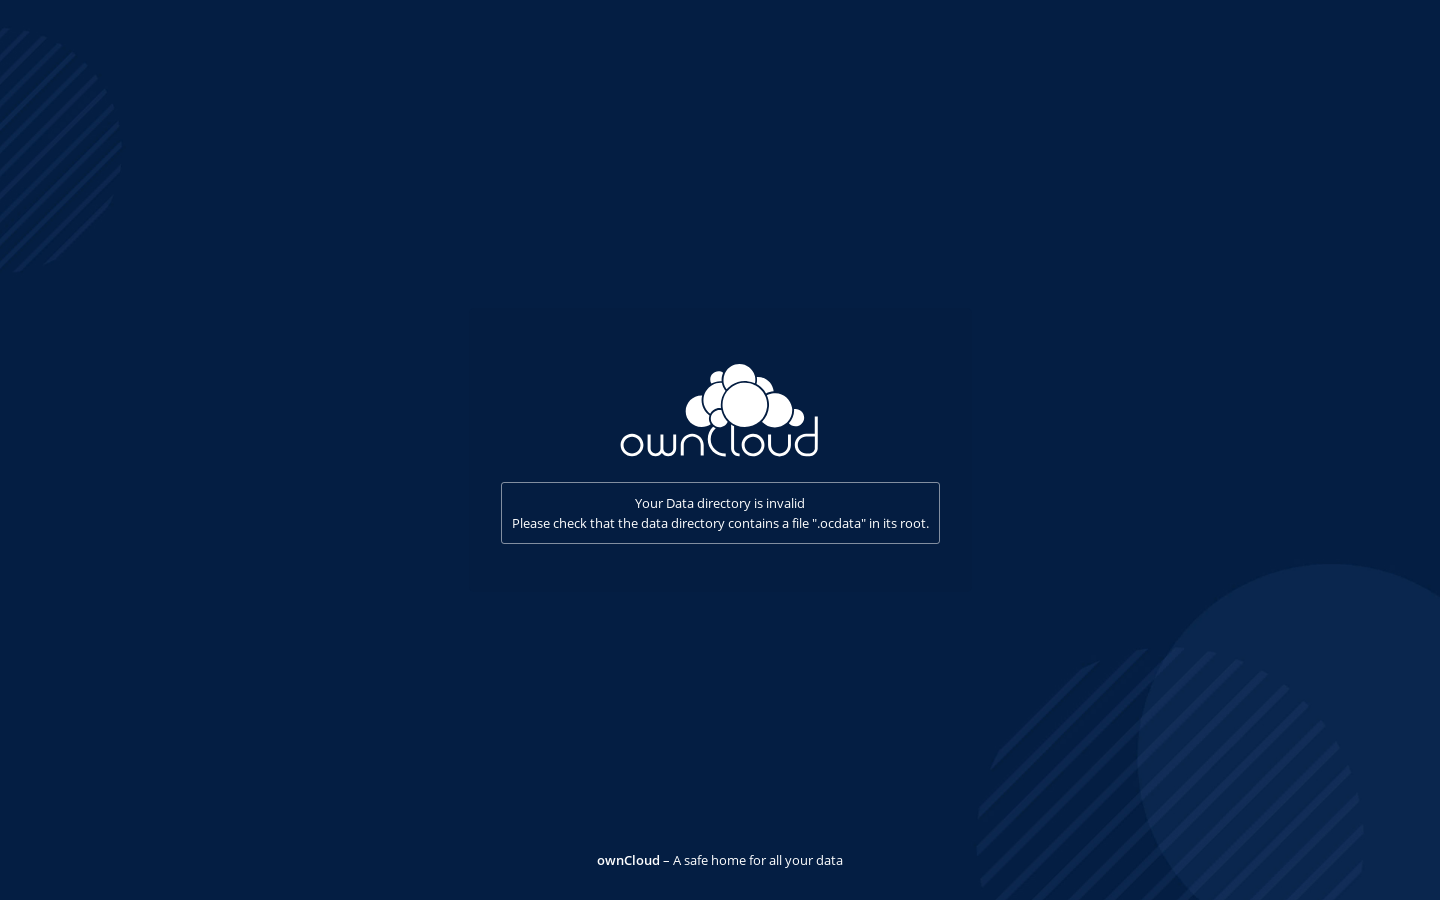 ownCloud
Your Data directory is invalid
Please check that the data directory contains a file ".ocdata" in its root.
ownCloud – A safe home for all your data